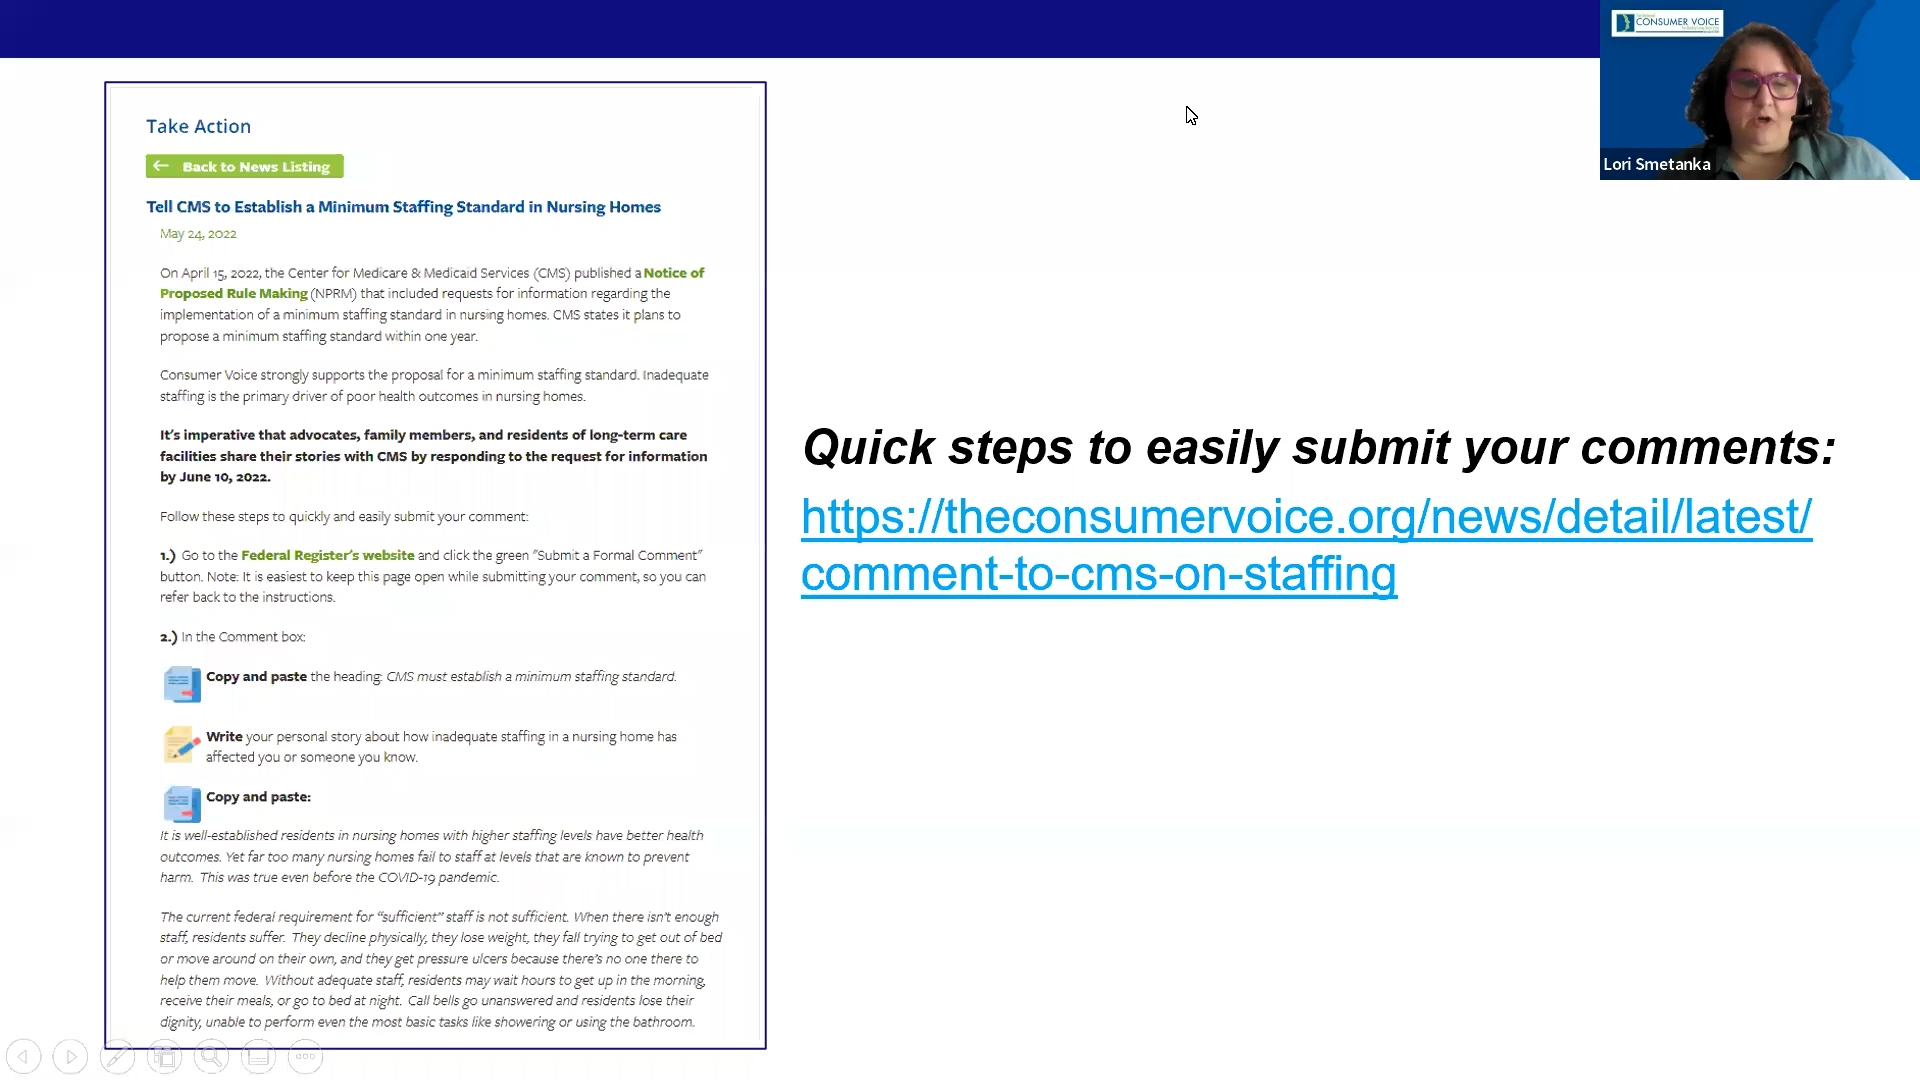 Take Action
Back to News Listing
Tell CMS to Establish a Minimum Staffing Standard in Nursing Homes
May 24, 2022
On April 15, 2022, the Center for Medicare & Medicaid Services (CMS) published a Notice of
Proposed Rule Making (NPRM) that included requests for information regarding the
implementation of a minimum staffing standard in nursing homes. CMS states it plans to
propose a minimum staffing standard within one year.
Consumer Voice strongly supports the proposal for a minimum staffing standard. Inadequate
staffing is the primary driver of poor health outcomes in nursing homes.
It's imperative that advocates, family members, and residents of long-term care
facilities share their stories with CMS by responding to the request for information
by June 10, 2022.
Follow these steps to quickly and easily submit your comment:
1.) Go to the Federal Register's website and click the green "Submit a Formal Comment"
button. Note: It is easiest to keep this page open while submitting your comment, so you can
refer back to the instructions.
2.) In the Comment box:
Copy and paste the heading: CMS must establish a minimum staffing standard.
Write your personal story about how inadequate staffing in a nursing home has
affected you or someone you know.
Copy and paste:
It is well-established residents in nursing homes with higher staffing levels have better health
outcomes. Yet far too many nursing homes fail to staff at levels that are known to prevent
harm. This was true even before the COVID-19 pandemic.
The current federal requirement for "sufficient" staff is not sufficient. When there isn't enough
staff, residents suffer. They decline physically, they lose weight, they fall trying to get out of bed
or move around on their own, and they get pressure ulcers because there's no one there to
help them move. Without adequate staff, residents may wait hours to get up in the morning,
receive their meals, or go to bed at night. Call bells go unanswered and residents lose their
dignity, unable to perform even the most basic tasks like showering or using the bathroom.
Quick steps to easily submit your comments:
https://theconsumervoice.org/news/detail/latest/
comment-to-cms-on-staffing
CONSUMER VOICE
Lori Smetanka